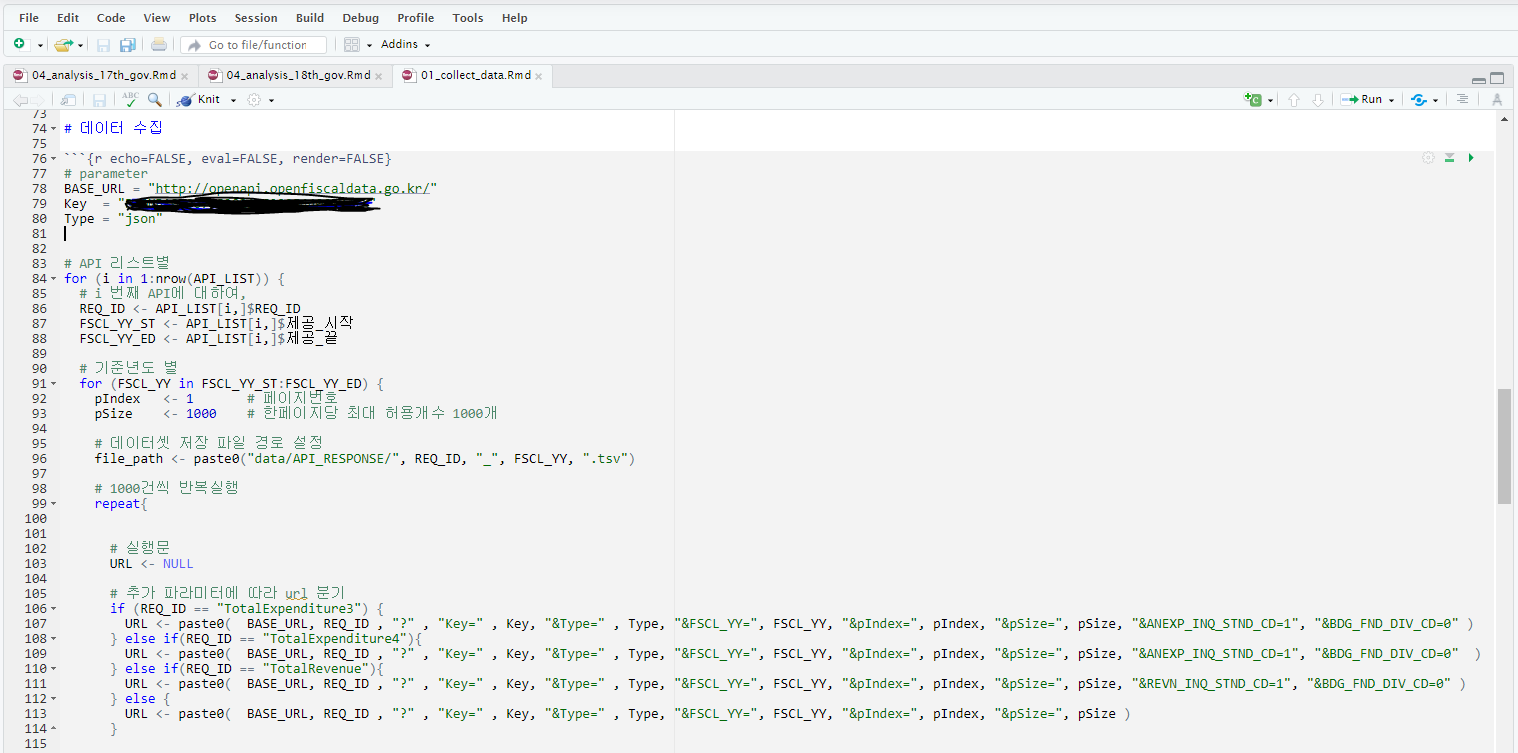 File Edit Code View Plots Session Build Debug Profile Tools Help
Go to file/function Addins
04_analysis_17th_gov.Rmd 04_analysis_18th_gov.Rmd 01_collect_data.Rmd
ABC Knit Run
73
74 # 데이터 수집
75
76 ```{r echo=FALSE, eval=FALSE, render=FALSE}
77 # parameter
78 BASE_URL = "http://openapi.openfiscaldata.go.kr/"
79 Key = "
80 Type = "json"
81
82
83 # API 리스트별
84 for (i in 1:nrow(API_LIST)) {
85 # i 번째 API에 대하여,
86 REQ_ID <- API_LIST[i,]$REQ_ID
87 FSCL_YY_ST <- API_LIST[i,]$제공_시작
88 FSCL_YY_ED <- API_LIST[i,]$제공_끝
89
90 # 기준년도 별
91 for (FSCL_YY in FSCL_YY_ST:FSCL_YY_ED) {
92 pIndex <- 1 # 페이지번호
93 pSize <- 1000 # 한페이지당 최대 허용개수 1000개
94
95 # 데이터셋 저장 파일 경로 설정
96 file_path <- paste0("data/API_RESPONSE/", REQ_ID, "_", FSCL_YY, ".tsv")
97
98 # 1000건씩 반복실행
99 repeat{
100
101
102 # 실행문
103 URL <- NULL
104
105 # 추가 파라미터에 따라 url 분기
106 if (REQ_ID == "TotalExpenditure3") {
107 URL <- paste0( BASE_URL, REQ_ID , "?" , "Key=" , Key, "&Type=" , Type, "&FSCL_YY=", FSCL_YY, "&pIndex=", pIndex, "&pSize=", pSize, "&ANEXP_INQ_STND_CD=1", "&BDG_FND_DIV_CD=0" )
108 } else if(REQ_ID == "TotalExpenditure4"){
109 URL <- paste0( BASE_URL, REQ_ID , "?" , "Key=" , Key, "&Type=" , Type, "&FSCL_YY=", FSCL_YY, "&pIndex=", pIndex, "&pSize=", pSize, "&ANEXP_INQ_STND_CD=1", "&BDG_FND_DIV_CD=0" )
110 } else if(REQ_ID == "TotalRevenue"){
111 URL <- paste0( BASE_URL, REQ_ID , "?" , "Key=" , Key, "&Type=" , Type, "&FSCL_YY=", FSCL_YY, "&pIndex=", pIndex, "&pSize=", pSize, "&REVN_INQ_STND_CD=1", "&BDG_FND_DIV_CD=0" )
112 } else {
113 URL <- paste0( BASE_URL, REQ_ID , "?" , "Key=" , Key, "&Type=" , Type, "&FSCL_YY=", FSCL_YY, "&pIndex=", pIndex, "&pSize=", pSize )
114 }
115